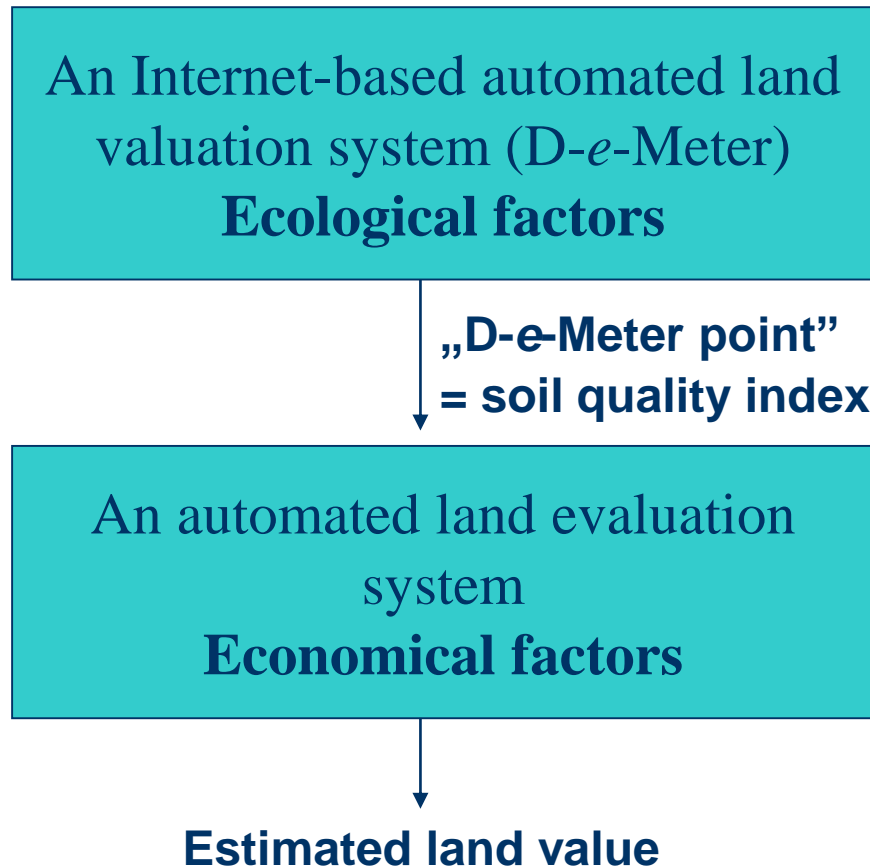 An Internet-based automated land
valuation system (D-e-Meter)
Ecological factors
„D-e-Meter point”
= soil quality index
An automated land evaluation
system
Economical factors
Estimated land value